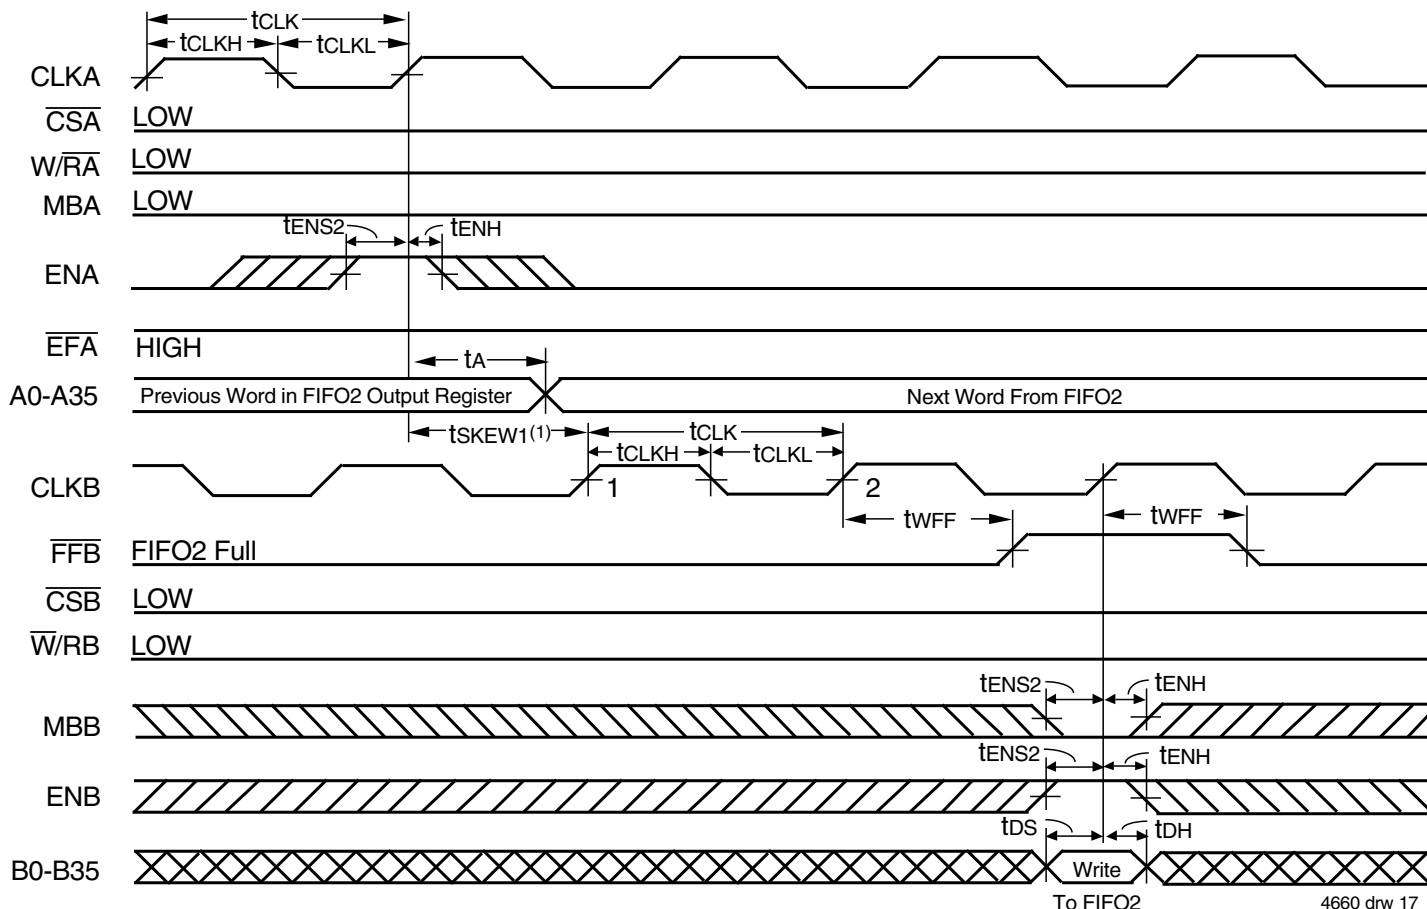 tCLK
tCLKH tCLKL
CLKA
CSA LOW
W/RA LOW
MBA LOW
tENS2 tENH
ENA
EFA HIGH
tA
A0-A35 Previous Word in FIFO2 Output Register Next Word From FIFO2
tSKEW1(1) tCLK
tCLKH tCLKL
CLKB 1 2
tWFF tWFF
FFB FIFO2 Full
CSB LOW
W/RB LOW
tENS2 tENH
MBB
tENS2 tENH
ENB
tDS tDH
B0-B35 Write
To FIFO2 4660 drw 17